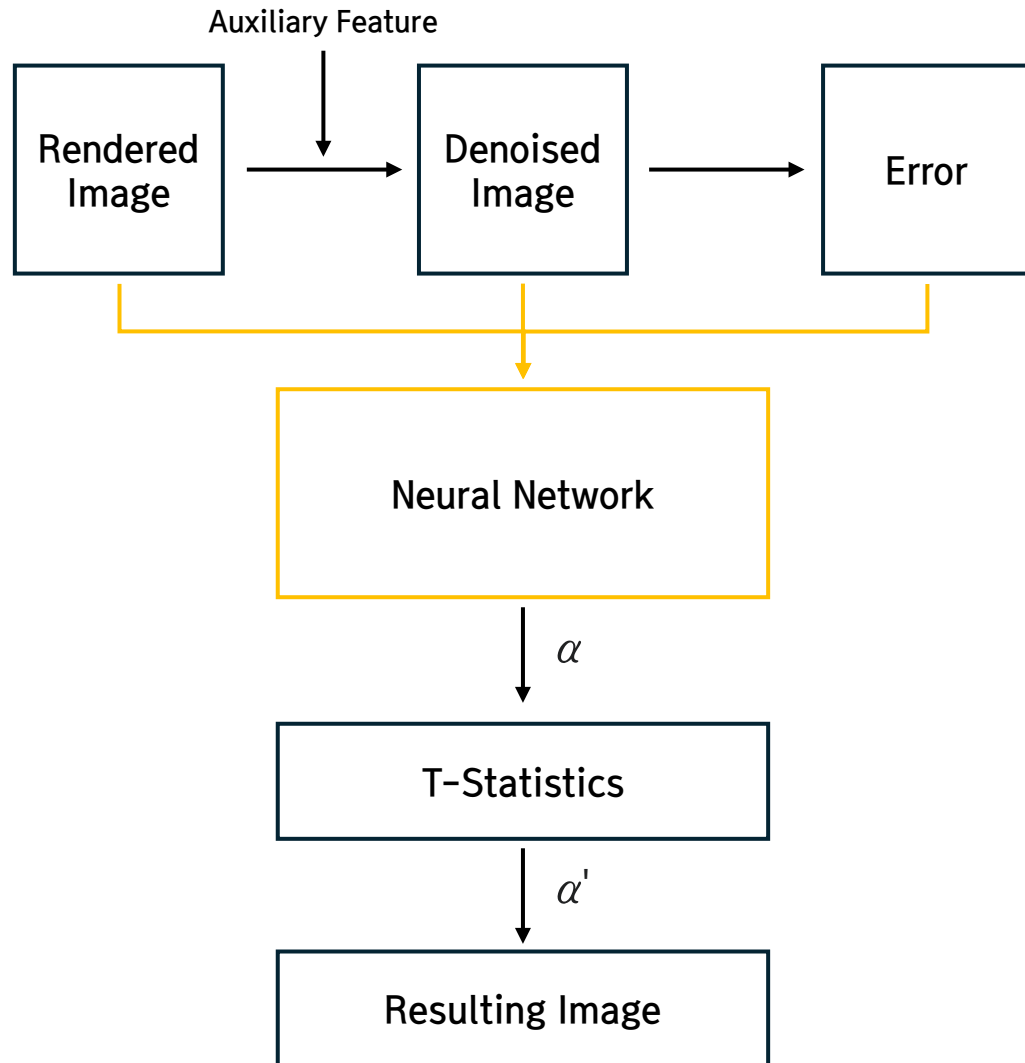 Auxiliary Feature
Rendered
Image
Denoised
Image
Error
Neural Network
α
T-Statistics
α'
Resulting Image